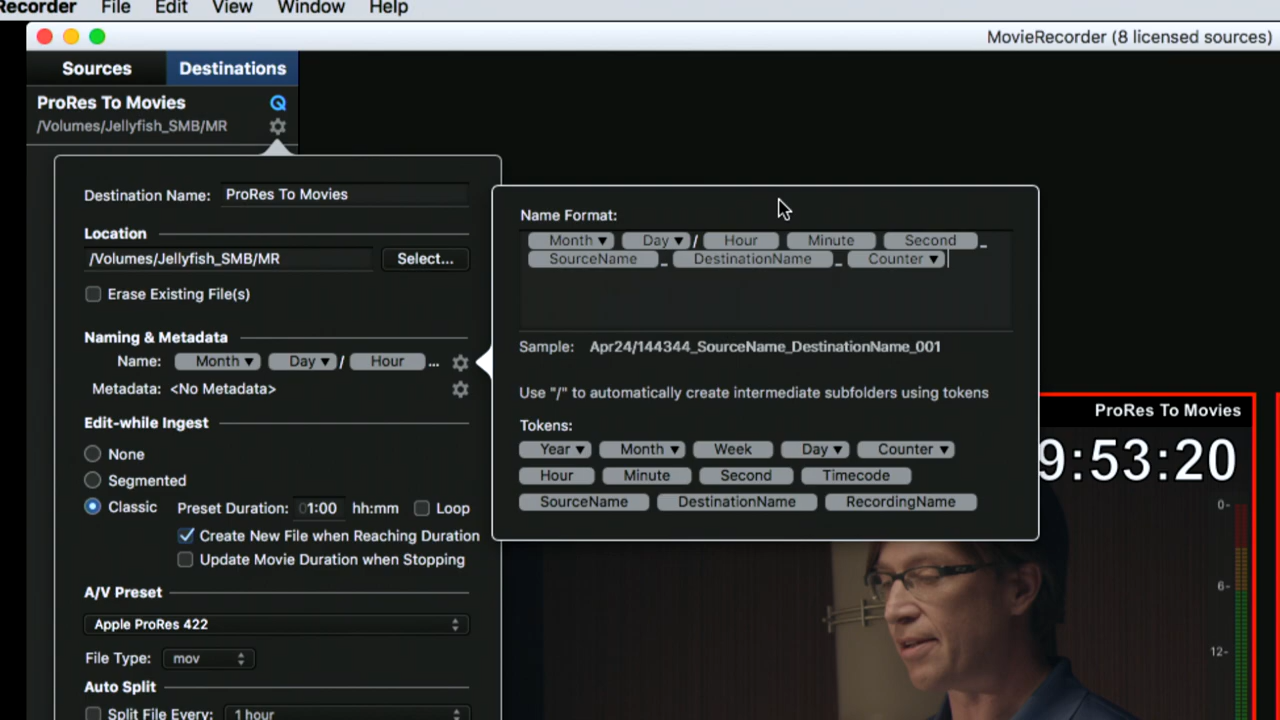 Recorder File Edit View Window Help
MovieRecorder (8 licensed sources)
Sources Destinations
ProRes To Movies
/Volumes/Jellyfish_SMB/MR
Destination Name: ProRes To Movies
Location
/Volumes/Jellyfish_SMB/MR Select...
Erase Existing File(s)
Naming & Metadata
Name: Month ▼ Day ▼ / Hour ...
Metadata: <No Metadata>
Edit-while Ingest
None
Segmented
Classic Preset Duration: 01:00 hh:mm Loop
Create New File when Reaching Duration
Update Movie Duration when Stopping
A/V Preset
Apple ProRes 422
File Type: mov
Auto Split
Split File Every: 1 hour
Name Format:
Month ▼ Day ▼ / Hour Minute Second _
SourceName _ DestinationName _ Counter ▼
Sample: Apr24/144344_SourceName_DestinationName_001
Use "/" to automatically create intermediate subfolders using tokens
Tokens:
Year ▼ Month ▼ Week Day ▼ Counter ▼
Hour Minute Second Timecode
SourceName DestinationName RecordingName
ProRes To Movies
9:53:20
0-
6-
12-